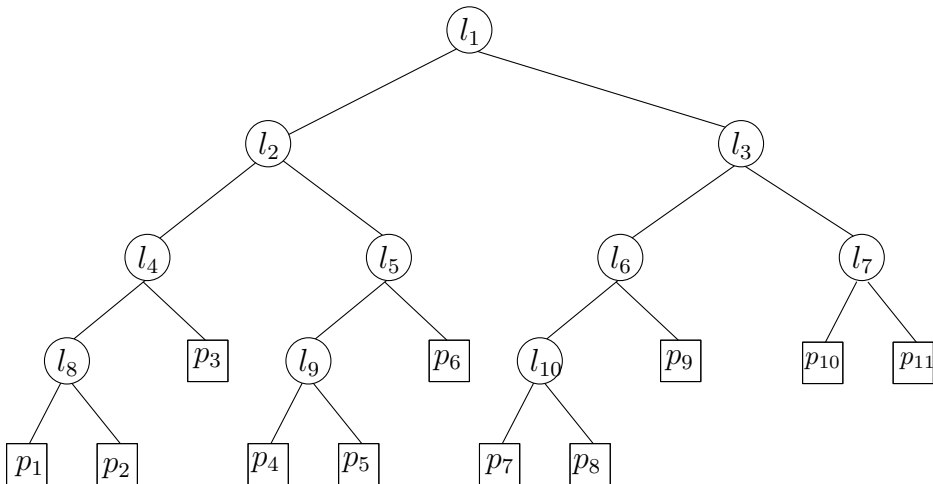 l₁
l₂ l₃
l₄ l₅ l₆ l₇
l₈ p₃ l₉ p₆ l₁₀ p₉ p₁₀ p₁₁
p₁ p₂ p₄ p₅ p₇ p₈